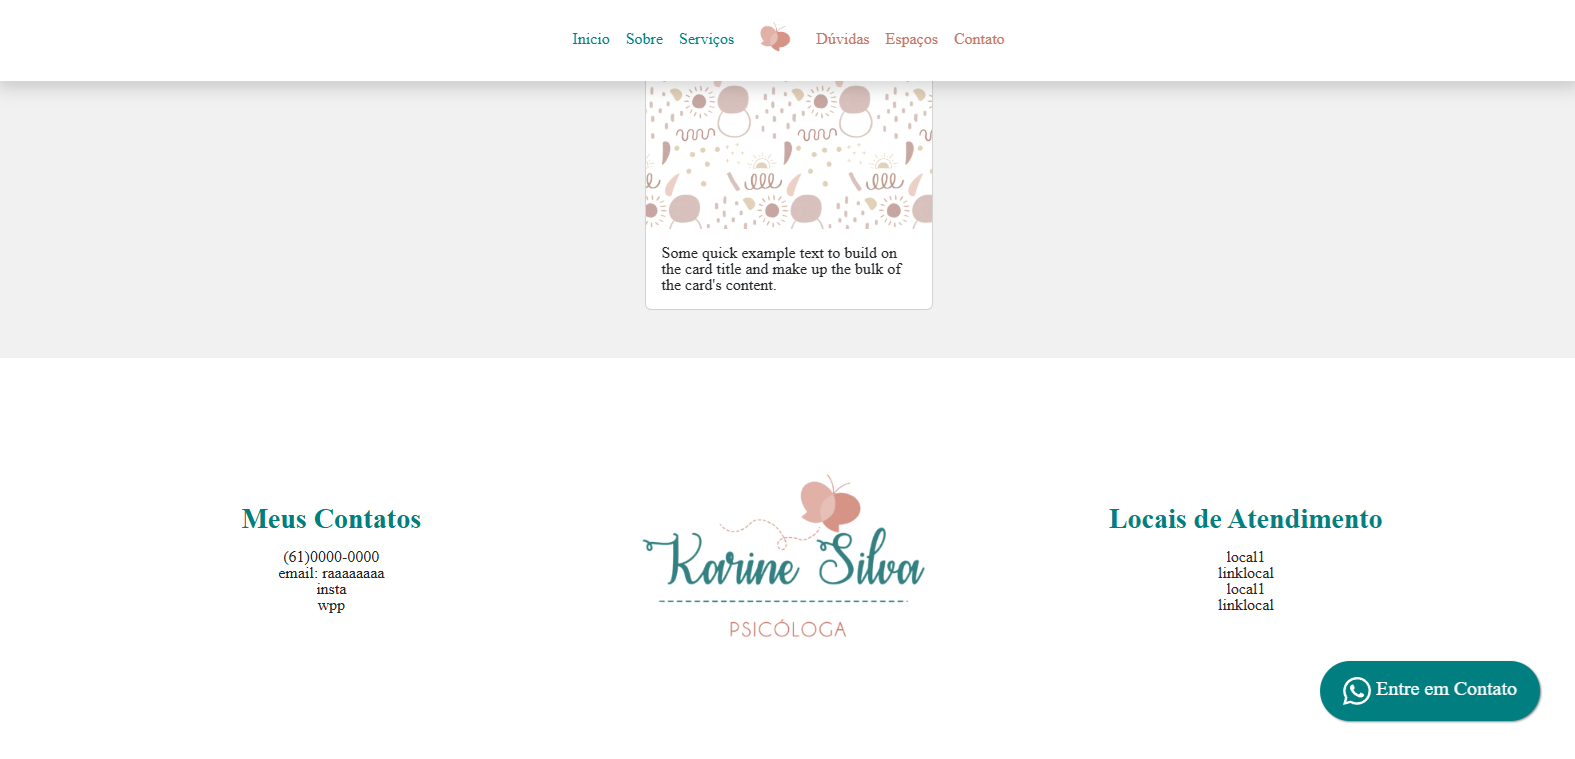 Inicio Sobre Serviços Dúvidas Espaços Contato
Some quick example text to build on
the card title and make up the bulk of
the card's content.
Meus Contatos
(61)0000-0000
email: raaaaaaaa
insta
wpp
Karine Silva
PSICÓLOGA
Locais de Atendimento
local1
linklocal
local1
linklocal
Entre em Contato